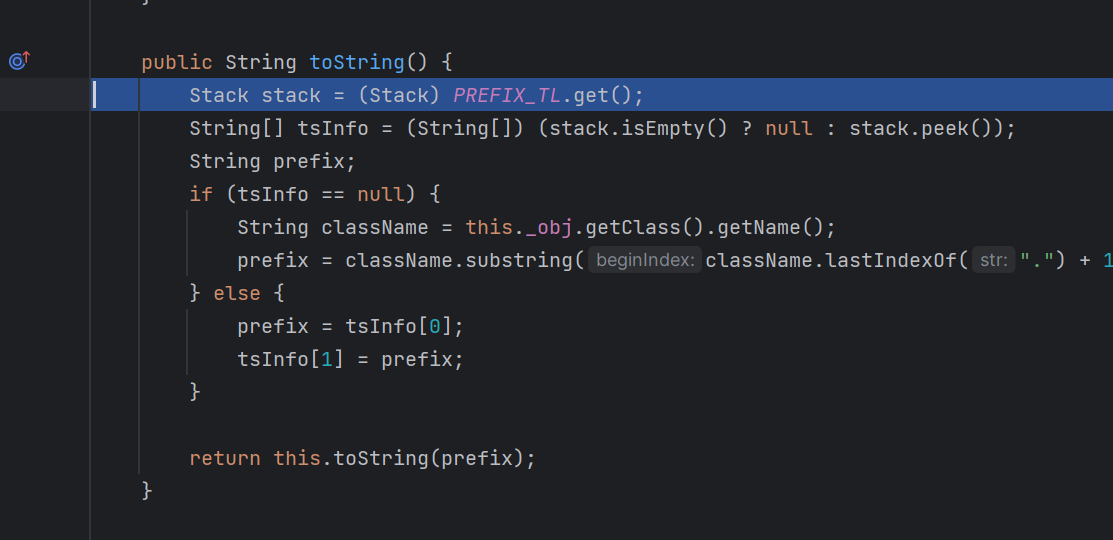 }
public String toString() {
Stack stack = (Stack) PREFIX_TL.get();
String[] tsInfo = (String[]) (stack.isEmpty() ? null : stack.peek());
String prefix;
if (tsInfo == null) {
String className = this._obj.getClass().getName();
prefix = className.substring( beginIndex: className.lastIndexOf( str: ".") + 1
} else {
prefix = tsInfo[0];
tsInfo[1] = prefix;
}
return this.toString(prefix);
}